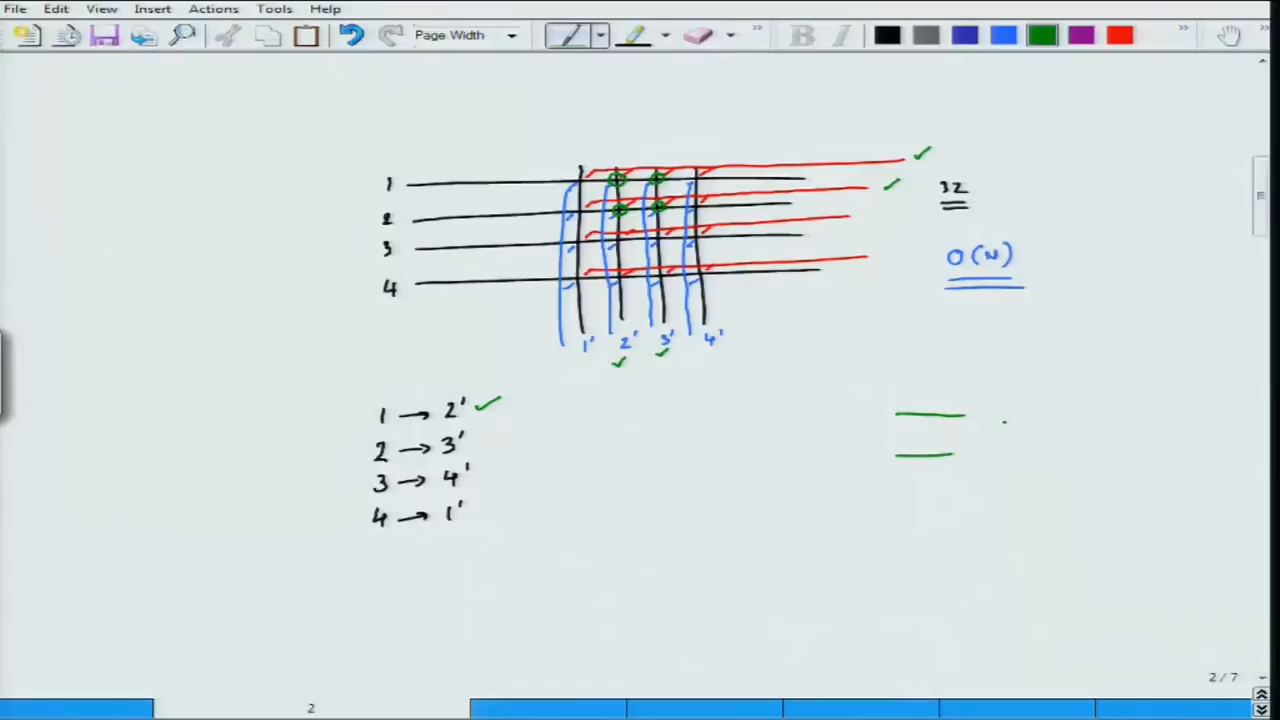 File Edit View Insert Actions Tools Help
Page Width B I
1
2
3
4
32
O(N)
1' 2' 3' 4'
1 → 2' ✓
2 → 3'
3 → 4'
4 → 1'
2 / 7
2